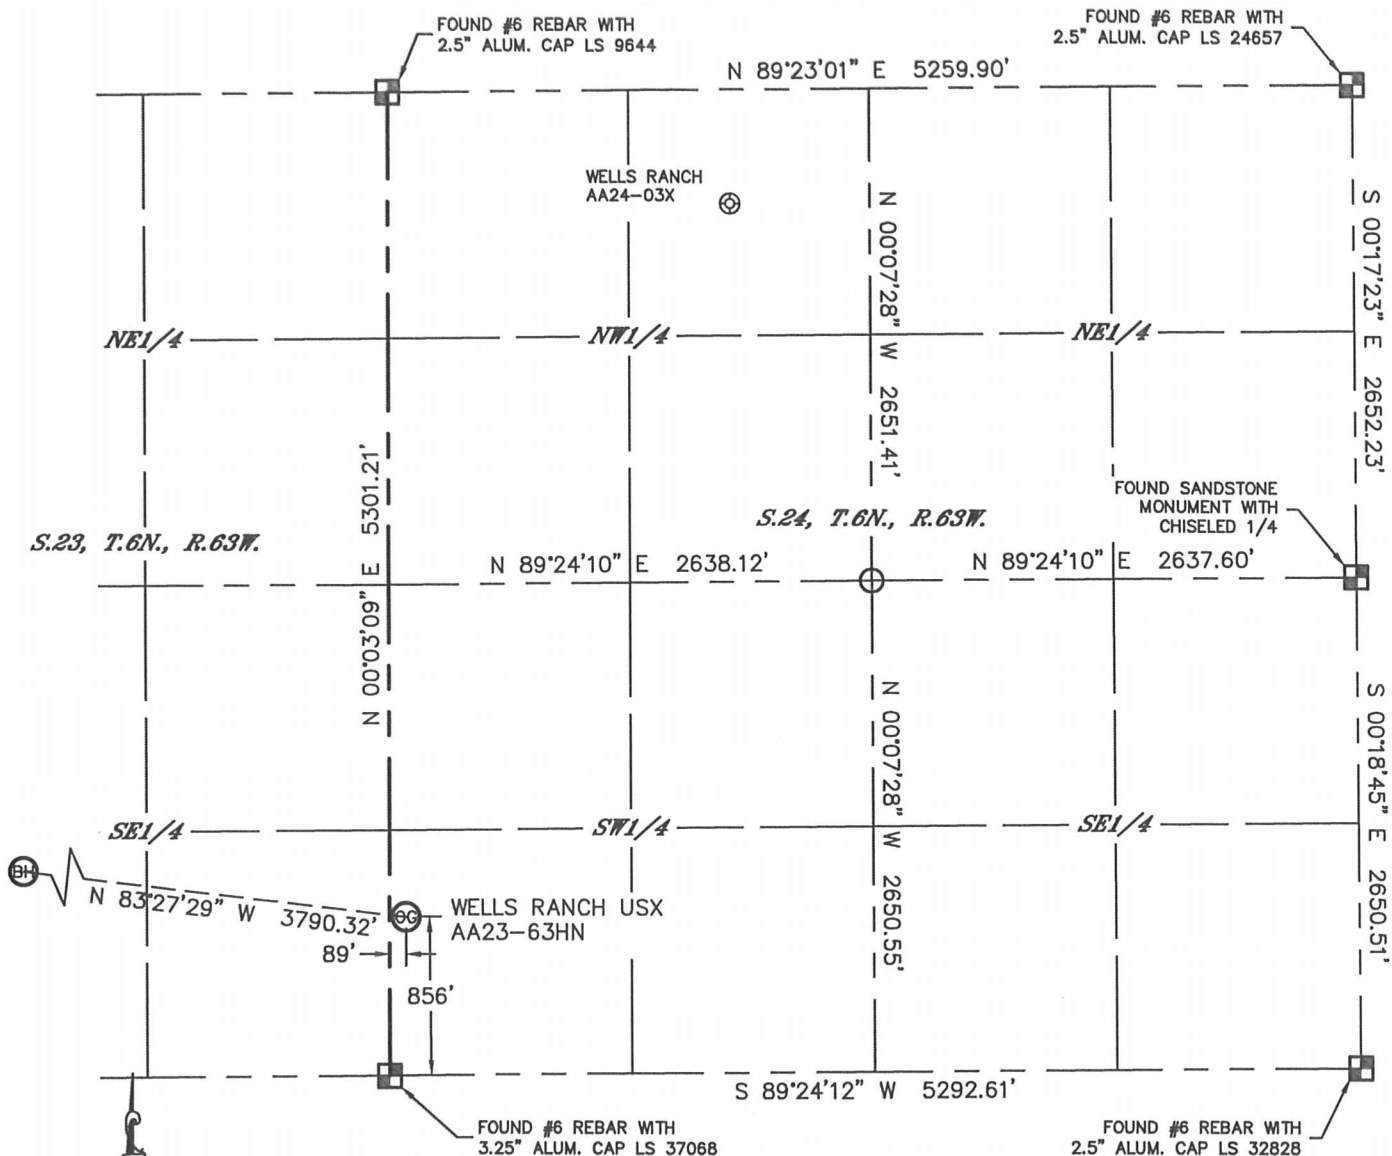 FOUND #6 REBAR WITH
2.5" ALUM. CAP LS 9644
FOUND #6 REBAR WITH
2.5" ALUM. CAP LS 24657
N 89°23'01" E 5259.90'
WELLS RANCH
AA24-03X
N 00°07'28" W 2651.41'
S 00°17'23" E 2652.23'
NE1/4
NW1/4
NE1/4
N 00°03'09" E 5301.21'
FOUND SANDSTONE
MONUMENT WITH
CHISELED 1/4
S.23, T.6N., R.63W.
S.24, T.6N., R.63W.
N 89°24'10" E 2638.12'
N 89°24'10" E 2637.60'
N 00°07'28" W 2650.55'
S 00°18'45" E 2650.51'
SE1/4
SW1/4
SE1/4
BH
N 83°27'29" W 3790.32'
OG
WELLS RANCH USX
AA23-63HN
89'
856'
S 89°24'12" W 5292.61'
FOUND #6 REBAR WITH
3.25" ALUM. CAP LS 37068
FOUND #6 REBAR WITH
2.5" ALUM. CAP LS 32828